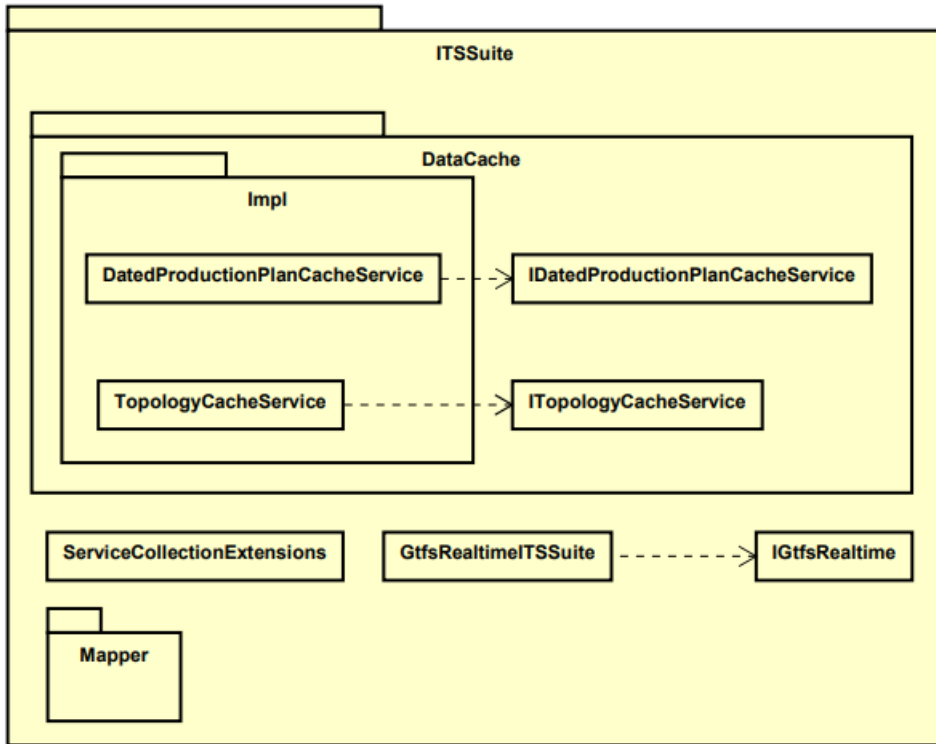 ITSSuite
DataCache
Impl
DatedProductionPlanCacheService
IDatedProductionPlanCacheService
TopologyCacheService
ITopologyCacheService
ServiceCollectionExtensions
GtfsRealtimeITSSuite
IGtfsRealtime
Mapper